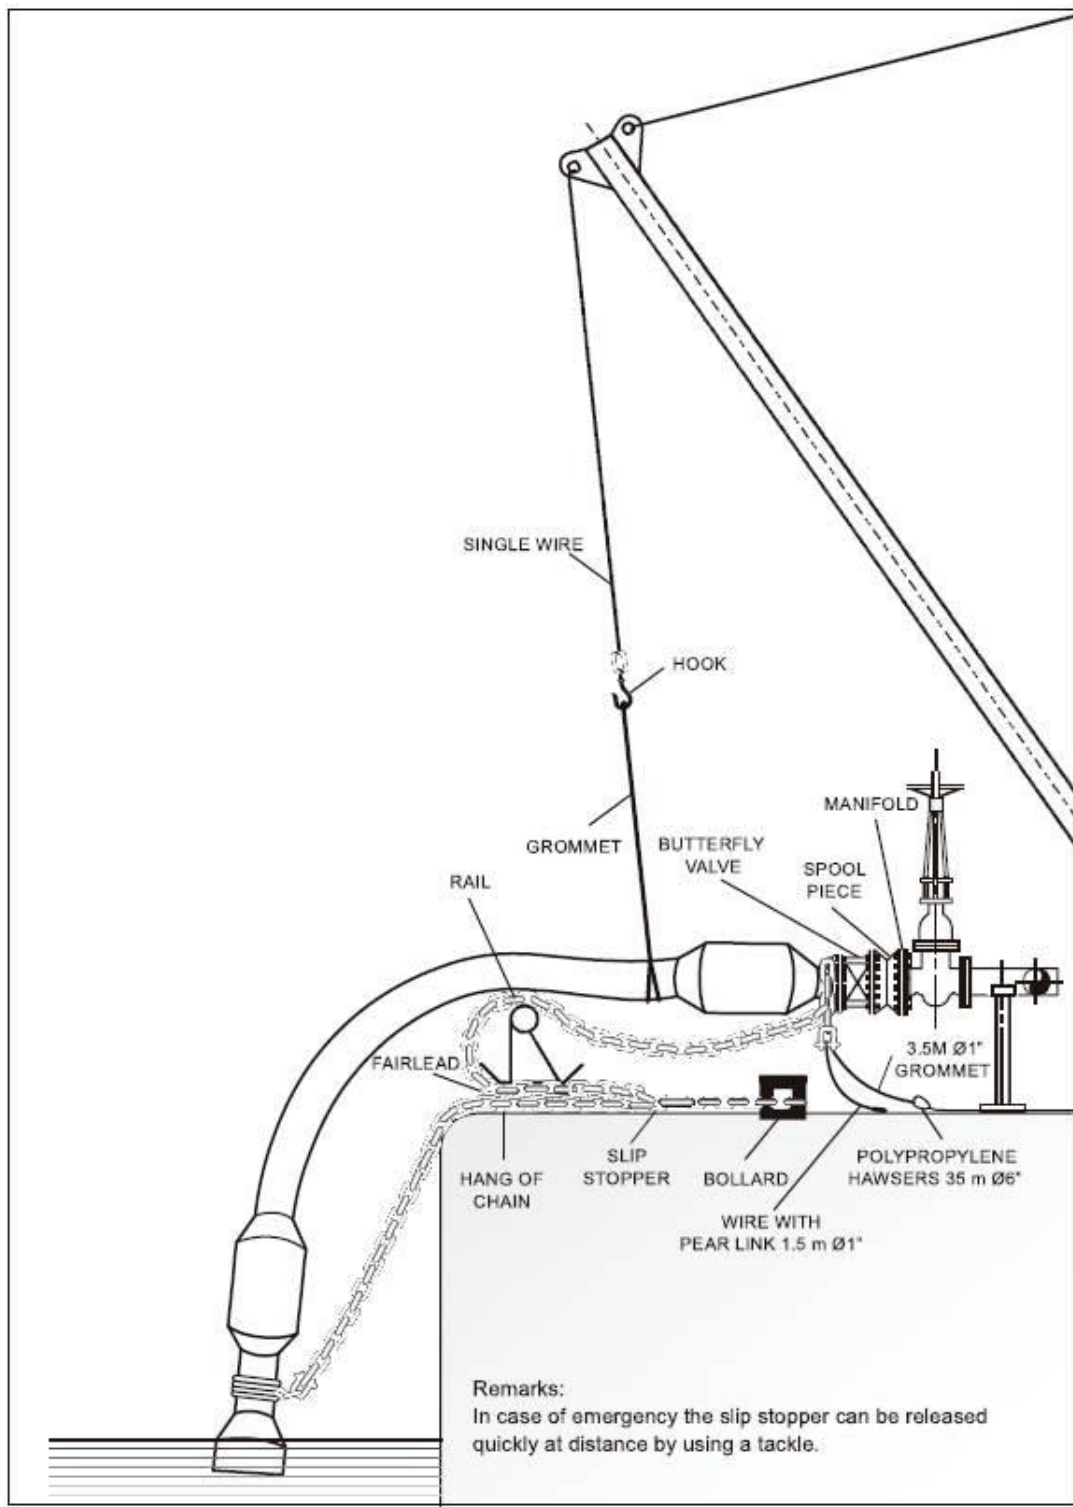 SINGLE WIRE
HOOK
MANIFOLD
GROMMET
BUTTERFLY
VALVE
SPOOL
PIECE
RAIL
3.5M Ø1"
GROMMET
FAIRLEAD
HANG OF
CHAIN
SLIP
STOPPER
BOLLARD
POLYPROPYLENE
HAWSERS 35 m Ø6"
WIRE WITH
PEAR LINK 1.5 m Ø1"
Remarks:
In case of emergency the slip stopper can be released
quickly at distance by using a tackle.